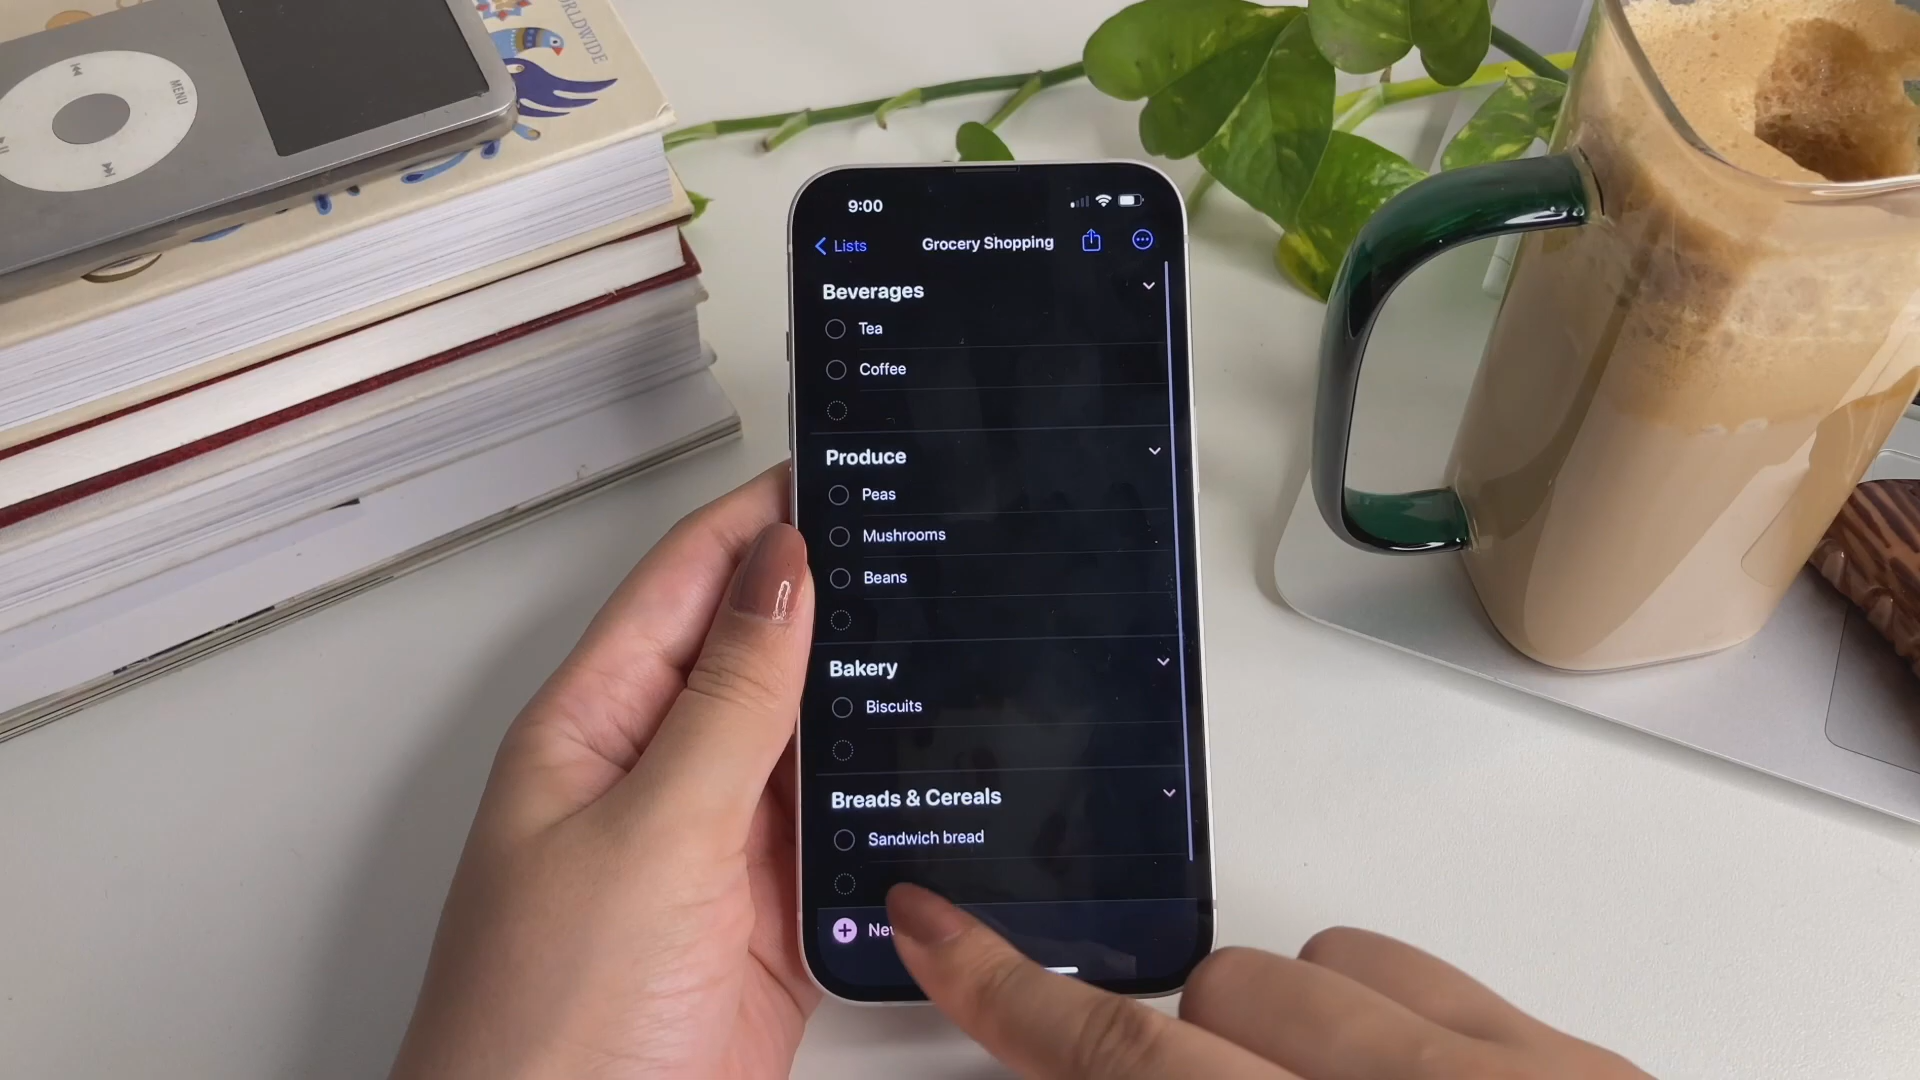 MENU
ORLDWIDE
9:00
Lists
Grocery Shopping
Beverages
Tea
Coffee
Produce
Peas
Mushrooms
Beans
Bakery
Biscuits
Breads & Cereals
Sandwich bread